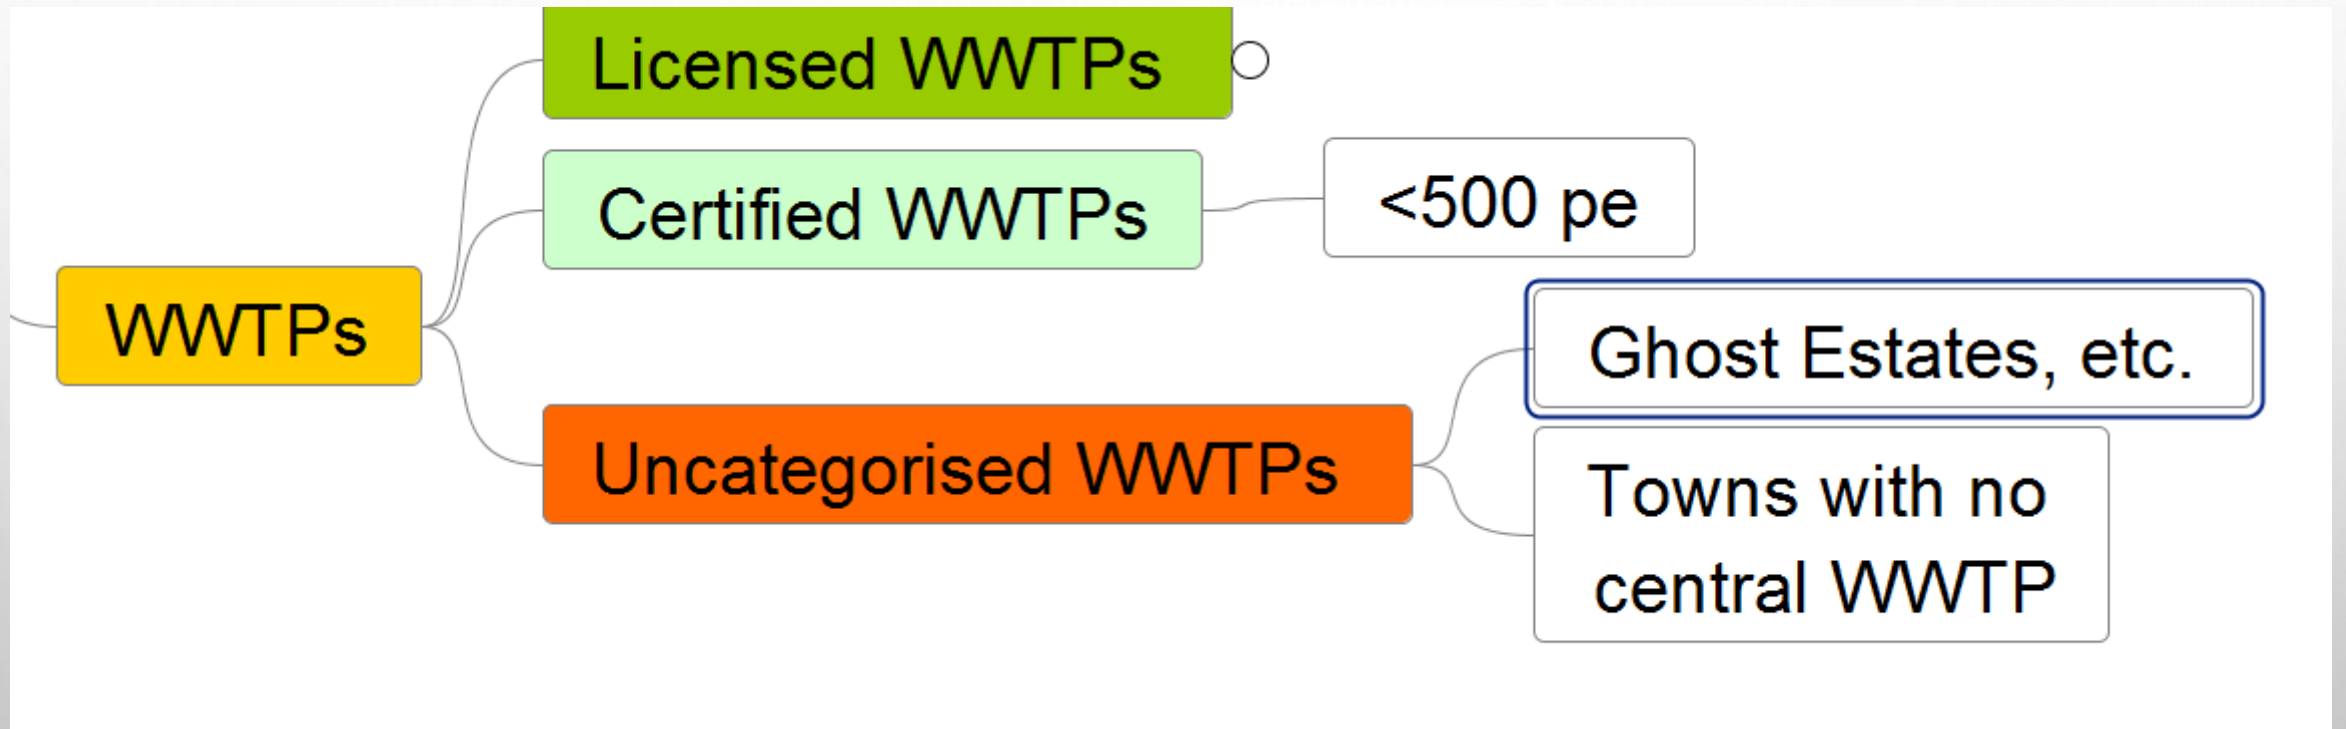 Licensed WWTPs
Certified WWTPs
<500 pe
WWTPs
Ghost Estates, etc.
Uncategorised WWTPs
Towns with no
central WWTP